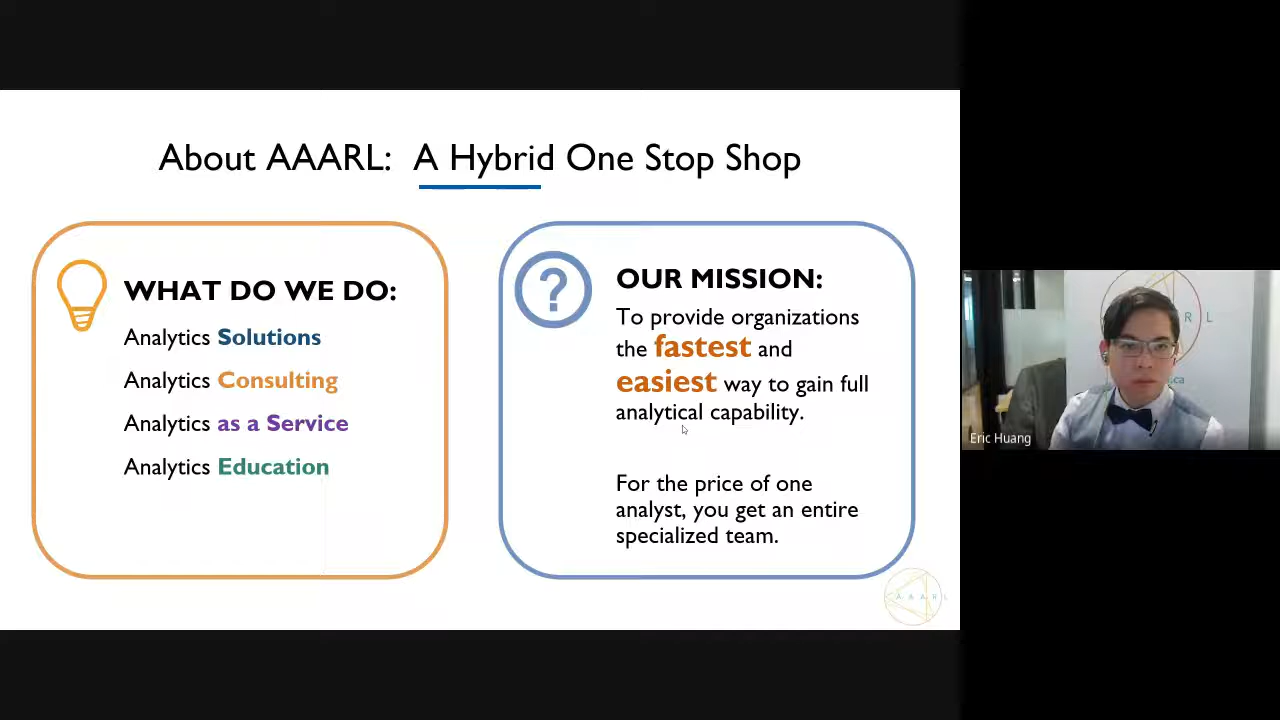 About AAARL: A Hybrid One Stop Shop
WHAT DO WE DO:
Analytics Solutions
Analytics Consulting
Analytics as a Service
Analytics Education
?
OUR MISSION:
To provide organizations
the fastest and
easiest way to gain full
analytical capability.
For the price of one
analyst, you get an entire
specialized team.
AAARL
R L
.ca
Eric Huang